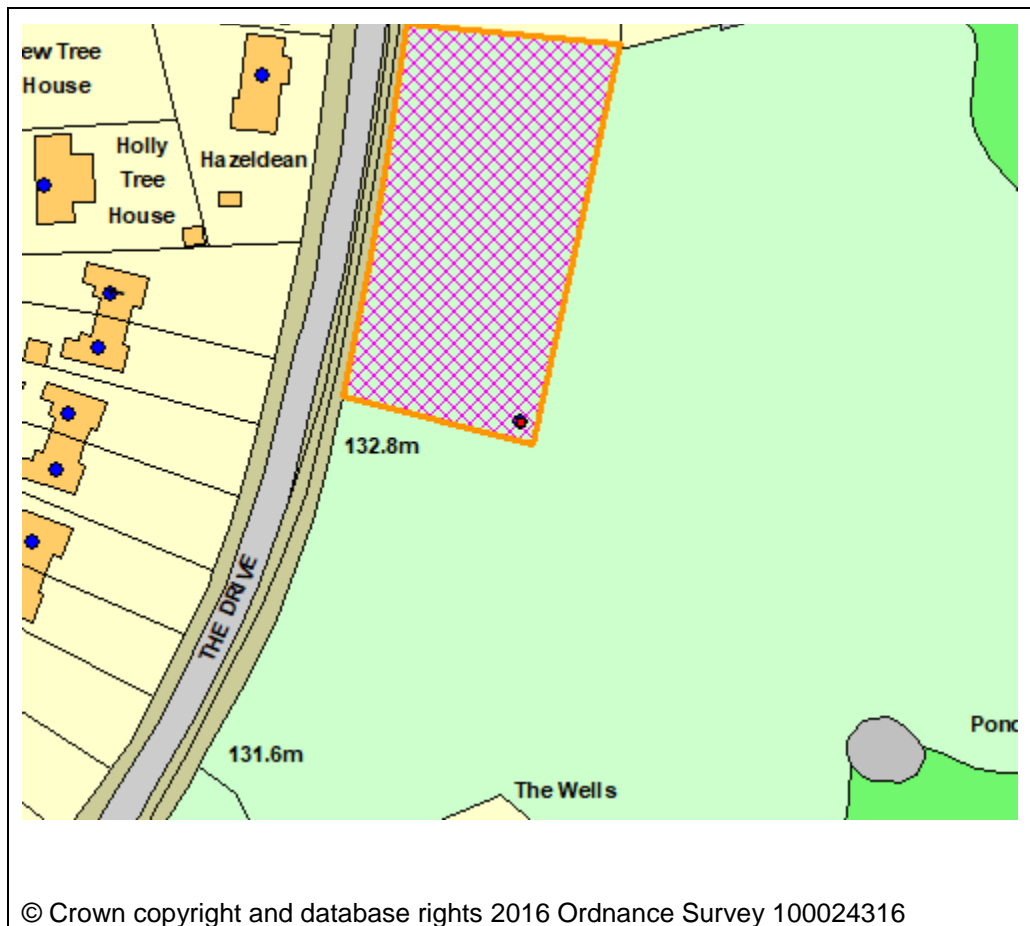 ew Tree
House
Holly
Tree
House
Hazeldean
132.8m
THE DRIVE
131.6m
The Wells
Pond
© Crown copyright and database rights 2016 Ordnance Survey 100024316